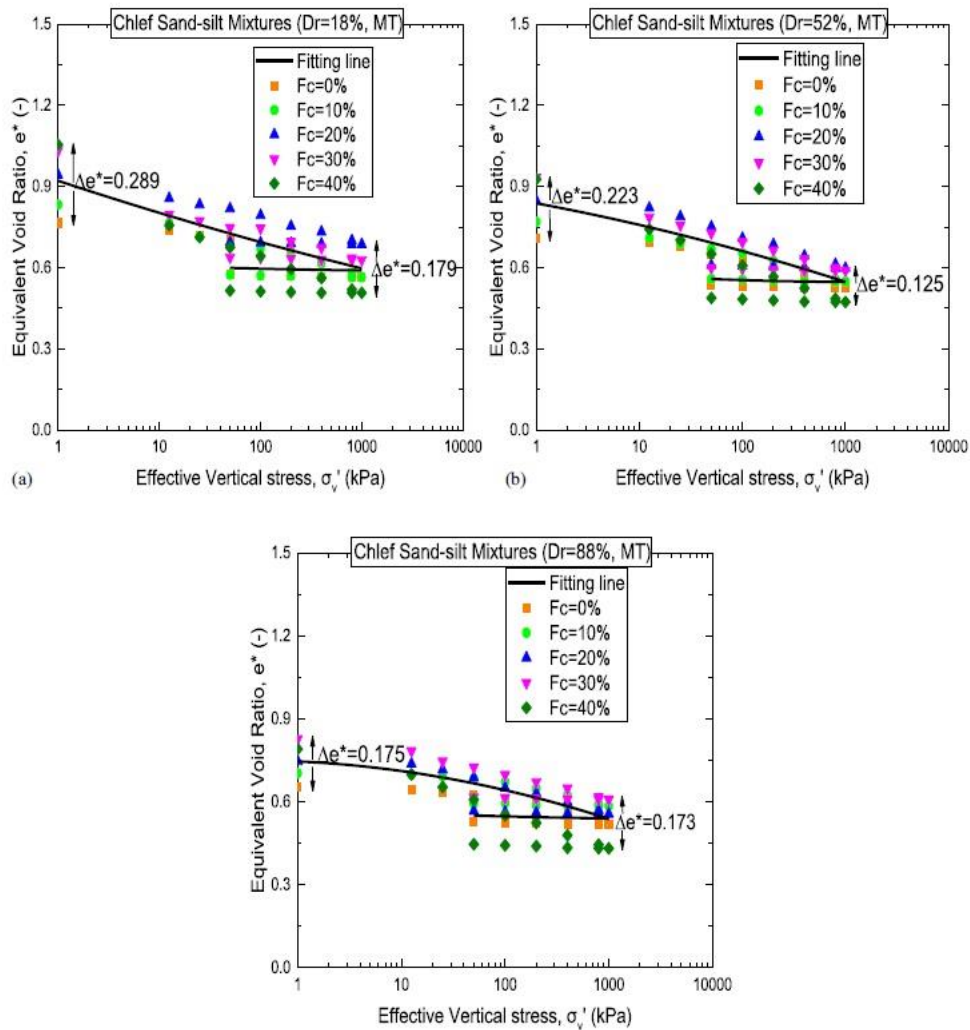 Chlef Sand-silt Mixtures (Dr=18%, MT)
Fitting line
Fc=0%
Fc=10%
Fc=20%
Fc=30%
Fc=40%
Δe*=0.289
Δe*=0.179
1.5
1.2
0.9
0.6
0.3
0.0
Equivalent Void Ratio, e* (-)
1 10 100 1000 10000
Effective Vertical stress, σv' (kPa)
(a)
Chlef Sand-silt Mixtures (Dr=52%, MT)
Fitting line
Fc=0%
Fc=10%
Fc=20%
Fc=30%
Fc=40%
Δe*=0.223
Δe*=0.125
1.5
1.2
0.9
0.6
0.3
0.0
Equivalent Void Ratio, e* (-)
1 10 100 1000 10000
Effective Vertical stress, σv' (kPa)
(b)
Chlef Sand-silt Mixtures (Dr=88%, MT)
Fitting line
Fc=0%
Fc=10%
Fc=20%
Fc=30%
Fc=40%
Δe*=0.175
Δe*=0.173
1.5
1.2
0.9
0.6
0.3
0.0
Equivalent Void Ratio, e* (-)
1 10 100 1000 10000
Effective Vertical stress, σv' (kPa)